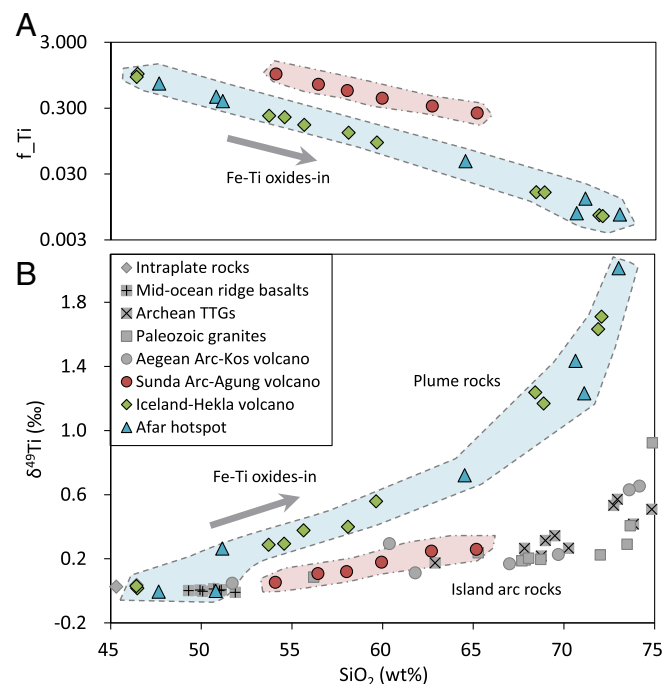 A
3.000
0.300
0.030
0.003
f_Ti
Fe-Ti oxides-in
B
Intraplate rocks
Mid-ocean ridge basalts
Archean TTGs
Paleozoic granites
Aegean Arc-Kos volcano
Sunda Arc-Agung volcano
Iceland-Hekla volcano
Afar hotspot
1.8
1.4
1.0
0.6
0.2
-0.2
δ⁴⁹Ti (‰)
Plume rocks
Fe-Ti oxides-in
Island arc rocks
45 50 55 60 65 70 75
SiO₂ (wt%)